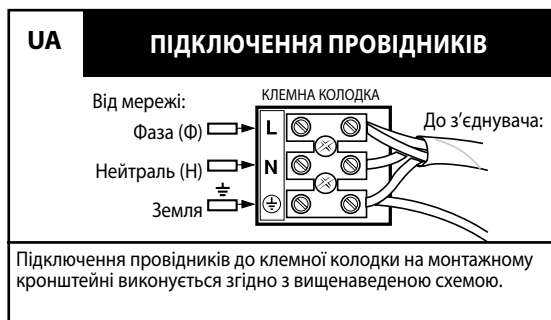 UA
ПІДКЛЮЧЕННЯ ПРОВІДНИКІВ
Від мережі:
КЛЕМНА КОЛОДКА
Фаза (Ф)
L
До з’єднувача:
Нейтраль (Н)
N
Земля
Підключення провідників до клемної колодки на монтажному
кронштейні виконується згідно з вищенаведеною схемою.